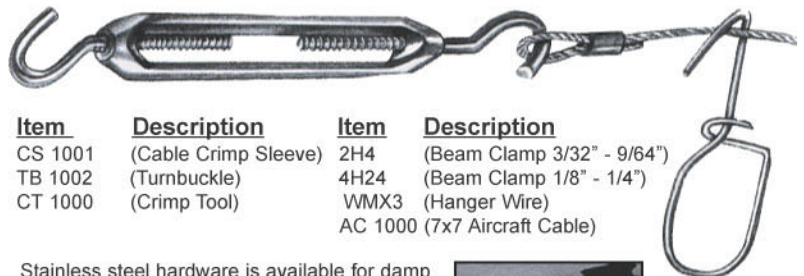 Item Description Item Description
CS 1001 (Cable Crimp Sleeve) 2H4 (Beam Clamp 3/32" - 9/64")
TB 1002 (Turnbuckle) 4H24 (Beam Clamp 1/8" - 1/4")
CT 1000 (Crimp Tool) WMX3 (Hanger Wire)
AC 1000 (7x7 Aircraft Cable)
Stainless steel hardware is available for damp